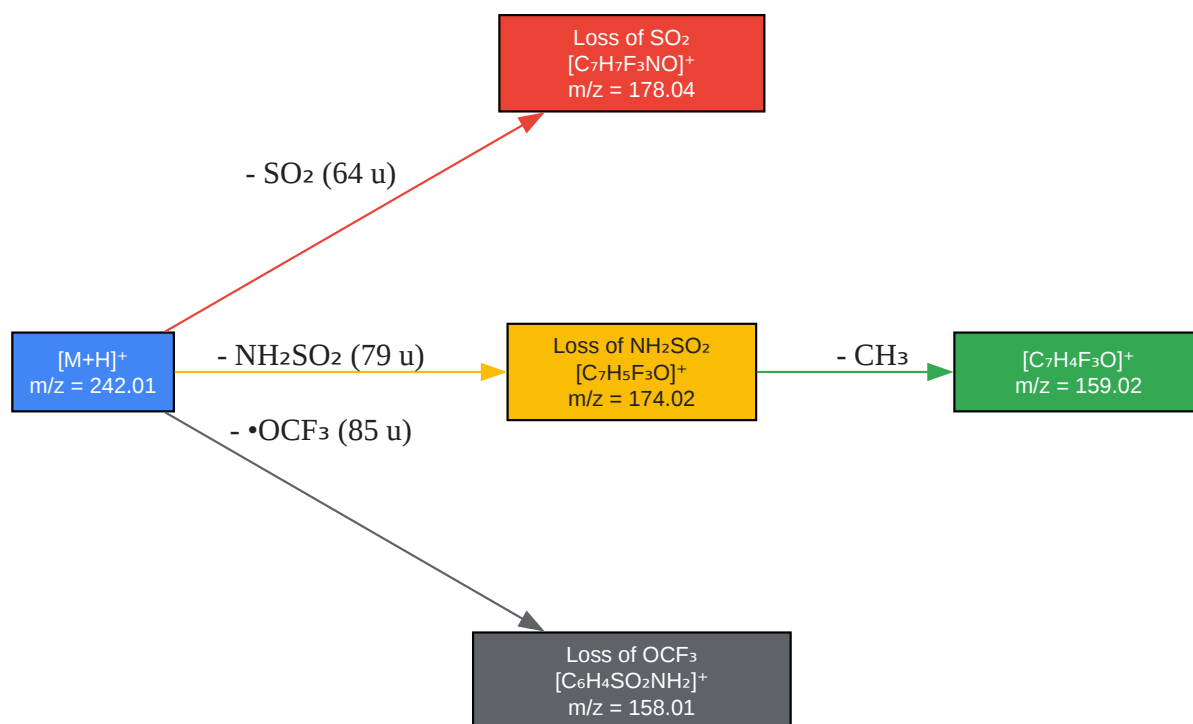 Loss of SO₂
[C₇H₇F₃NO]⁺
m/z = 178.04
- SO₂ (64 u)
[M+H]⁺
m/z = 242.01
- NH₂SO₂ (79 u)
Loss of NH₂SO₂
[C₇H₅F₃O]⁺
m/z = 174.02
- CH₃
[C₇H₄F₃O]⁺
m/z = 159.02
- •OCF₃ (85 u)
Loss of OCF₃
[C₆H₄SO₂NH₂]⁺
m/z = 158.01